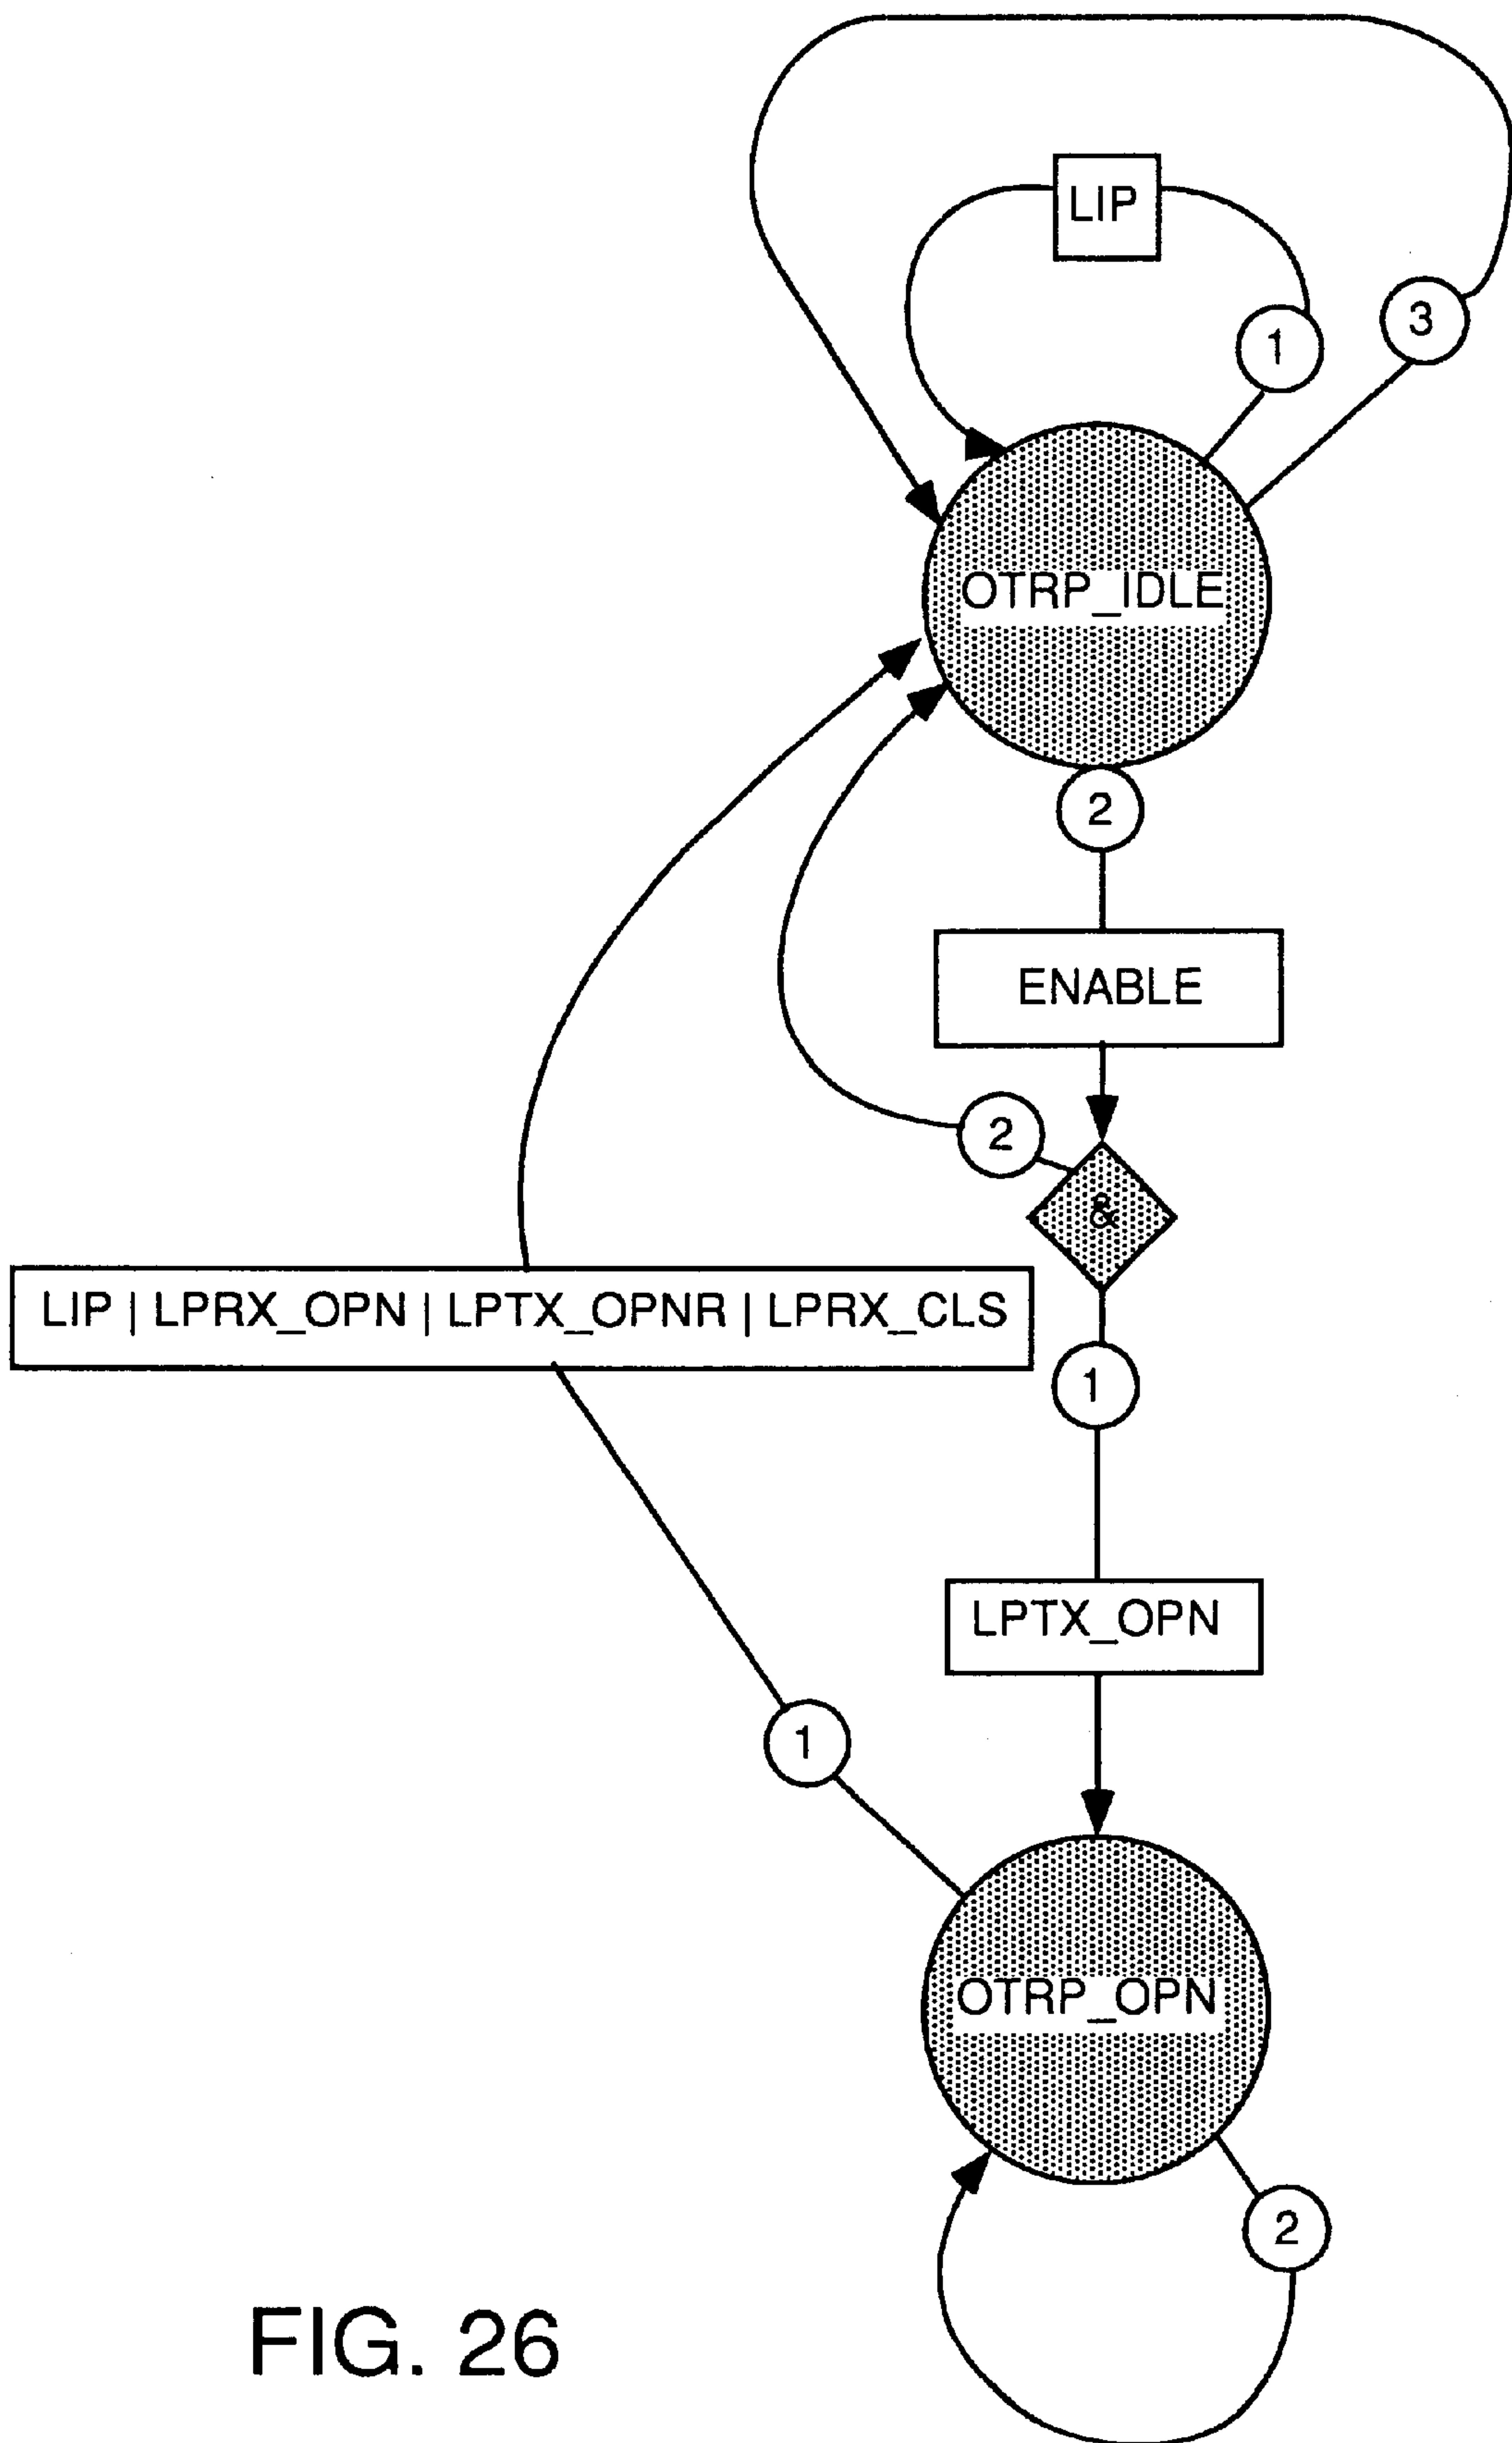 LIP
3
1
OTRP_IDLE
2
ENABLE
2
&
LIP | LPRX_OPN | LPTX_OPNR | LPRX_CLS
1
LPTX_OPN
1
OTRP_OPN
2
FIG. 26